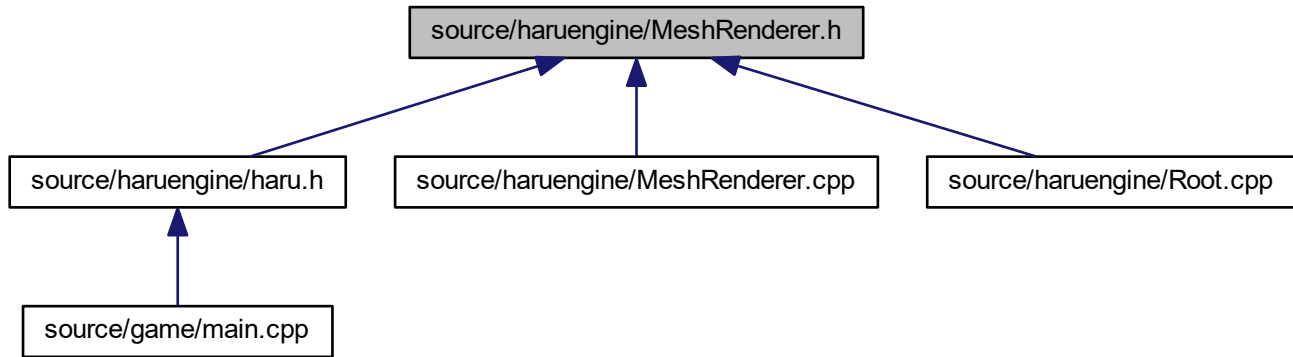 source/haruengine/MeshRenderer.h
source/haruengine/haru.h
source/haruengine/MeshRenderer.cpp
source/haruengine/Root.cpp
source/game/main.cpp